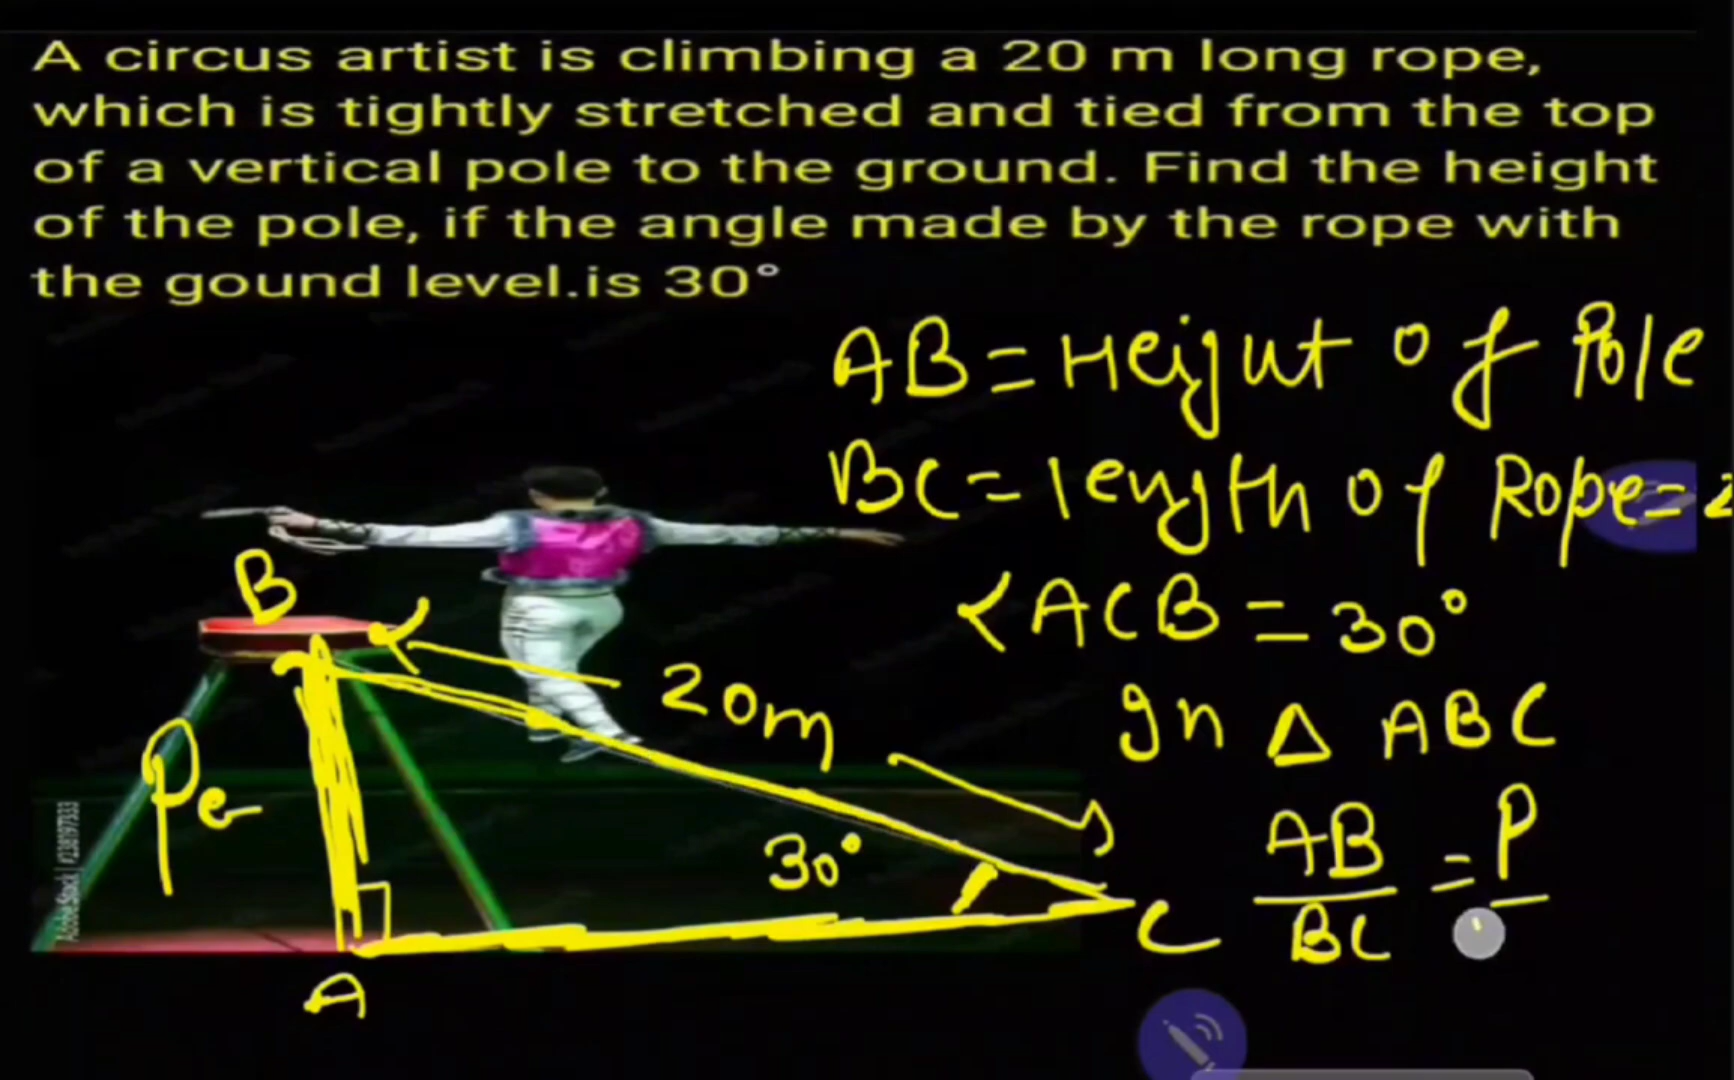 A circus artist is climbing a 20 m long rope,
which is tightly stretched and tied from the top
of a vertical pole to the ground. Find the height
of the pole, if the angle made by the rope with
the gound level.is 30°
AB = Height of Pole
BC = length of Rope = 2
<ACB = 30°
B
20m
In Δ ABC
Pe
30°
AB/BC = P/
C
A
AdobeStock | #2138197333